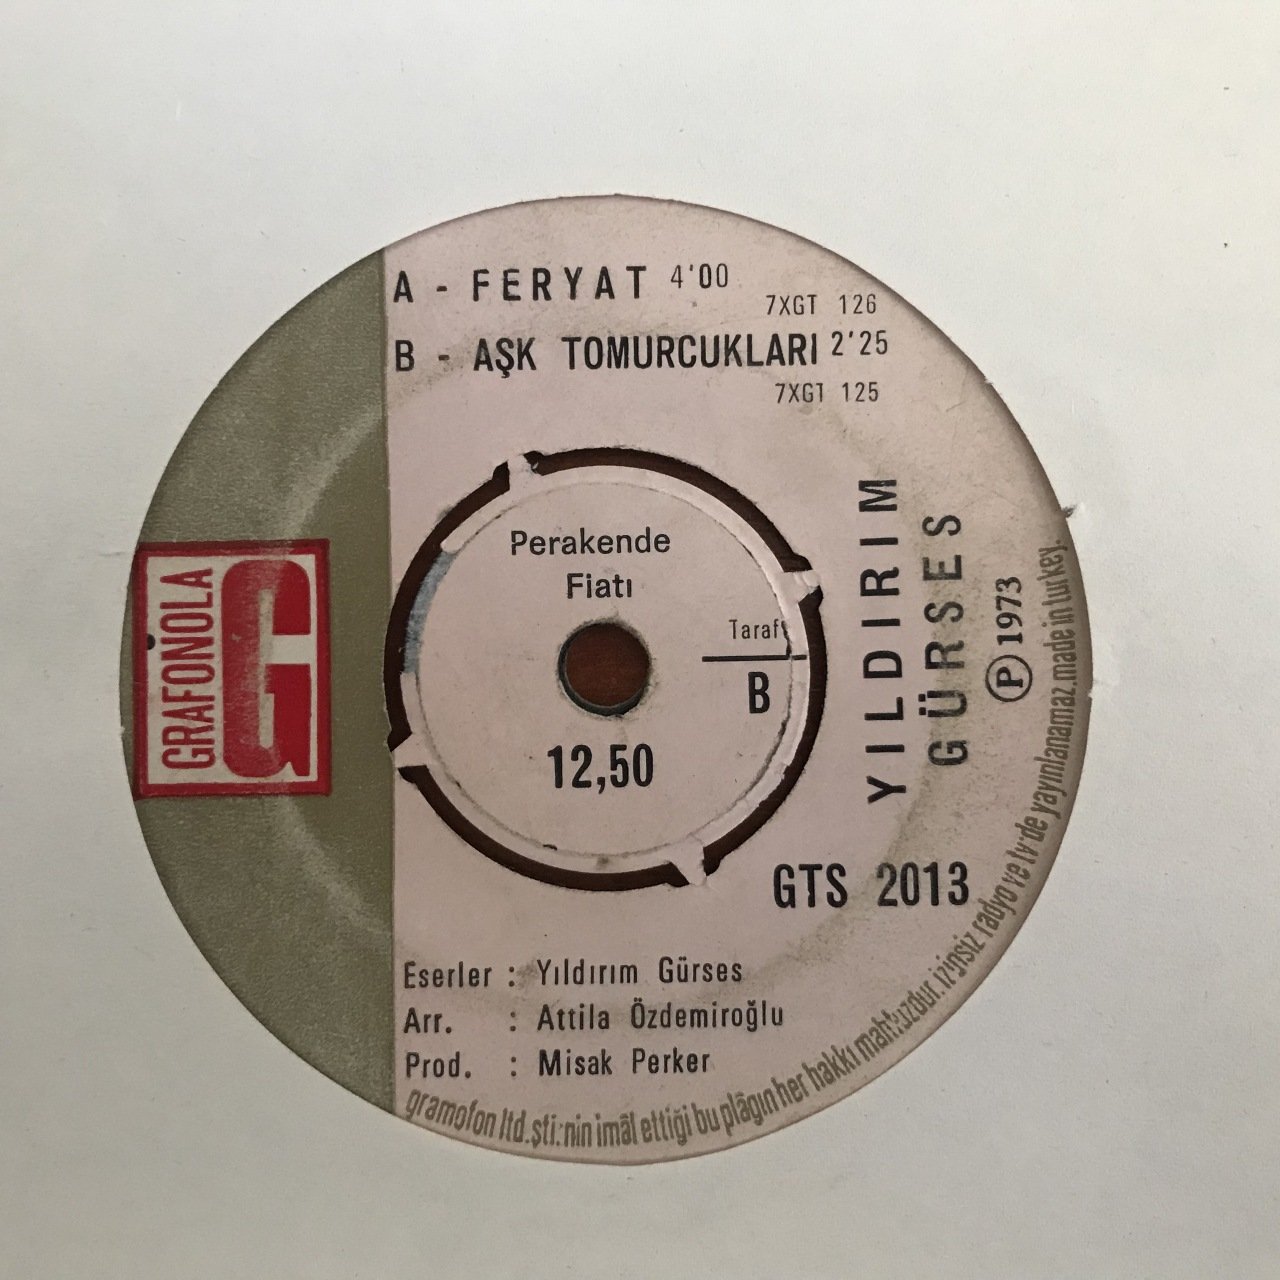 A - FERYAT 4'00
7XGT 126
B - AŞK TOMURCUKLARI 2'25
7XGT 125
GRAFONOLA
G
Perakende
Fiatı
Taraf
B
12,50
YILDIRIM
GÜRSES
℗ 1973
GTS 2013
Eserler : Yıldırım Gürses
Arr. : Attila Özdemiroğlu
Prod. : Misak Perker
gramofon ltd.şti.'nin imâl ettiği bu plâgın her hakkı mahfuzdur. izinsiz radyo ve tv'de yayınlanamaz.made in turkey.